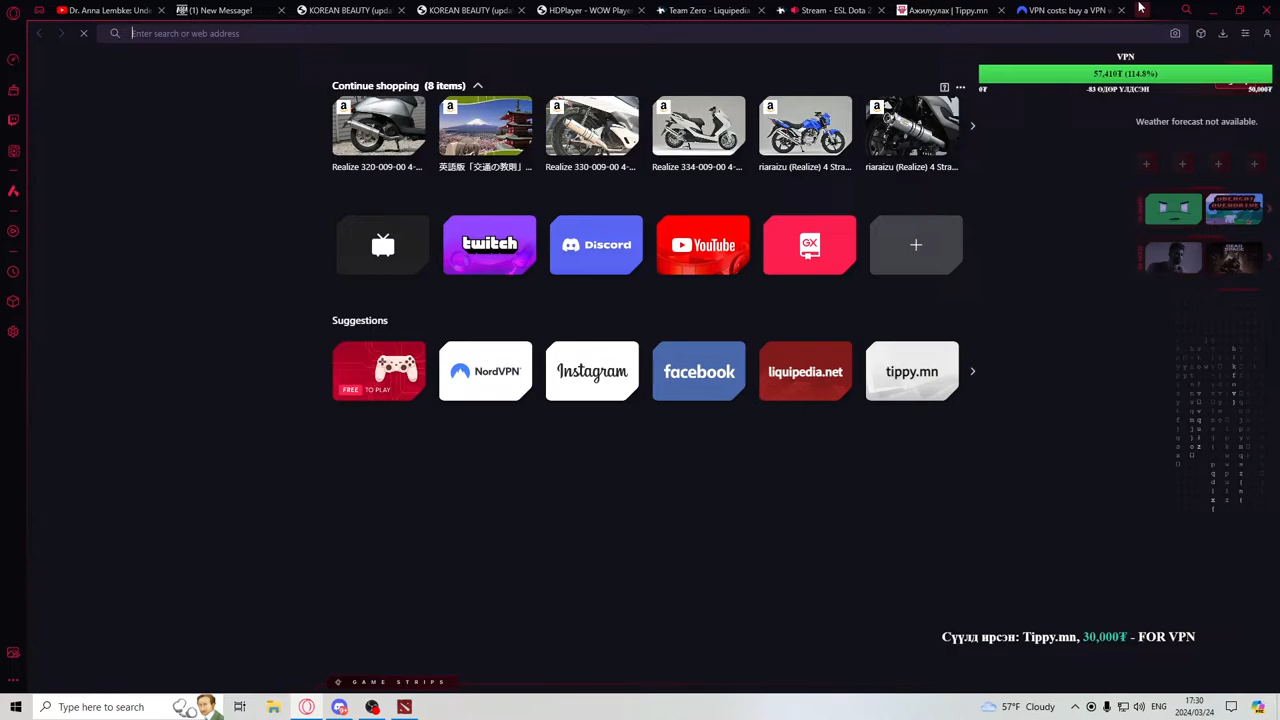 Dr. Anna Lembke: Unde
(1) New Message!
KOREAN BEAUTY (upda
KOREAN BEAUTY (upda
HDPlayer - WOW Playe
Team Zero - Liquipedia
Stream - ESL Dota 2
Ажилуулах | Tippy.mn
VPN costs: buy a VPN w
Enter search or web address
VPN
57,410₮ (114.8%)
0₮ -83 ӨДӨР ҮЛДСЭН 50,000₮
Weather forecast not available.
Continue shopping (8 items)
Realize 320-009-00 4-...
英語版「交通の教則」...
Realize 330-009-00 4-...
Realize 334-009-00 4-...
riaraizu (Realize) 4 Stra...
riaraizu (Realize) 4 Stra...
twitch
Discord
YouTube
GX
Suggestions
FREE TO PLAY
NordVPN
Instagram
facebook
liquipedia.net
tippy.mn
Сүүлд ирсэн: Tippy.mn, 30,000₮ - FOR VPN
GAME STRIPS
Type here to search
57°F Cloudy
ENG
17:30
2024/03/24